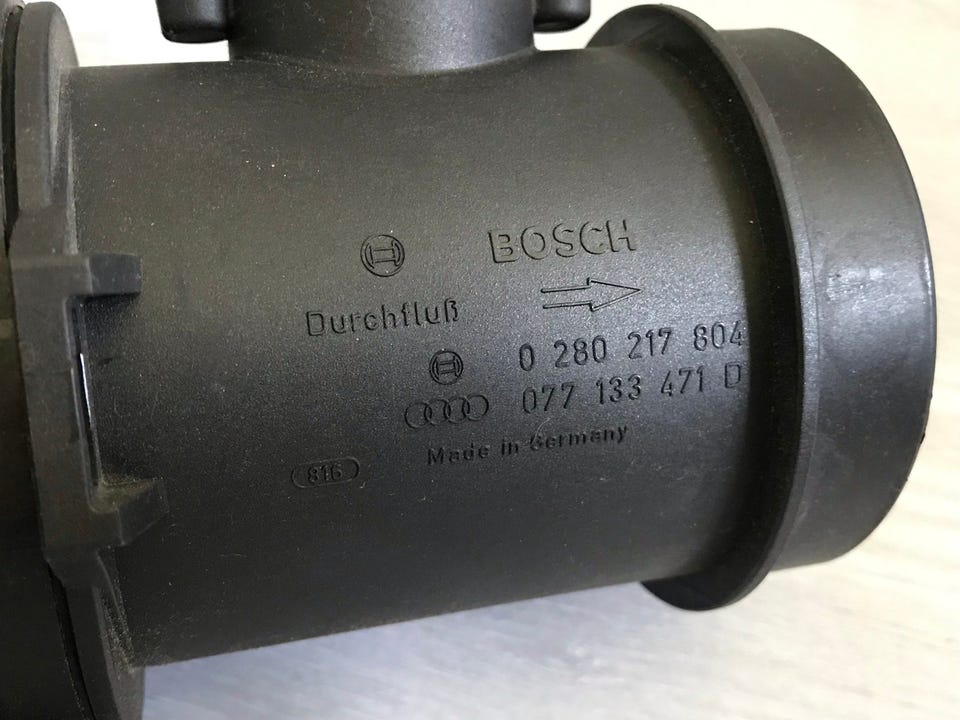 BOSCH
Durchfluß
0 280 217 804
077 133 471 D
Made in Germany
816